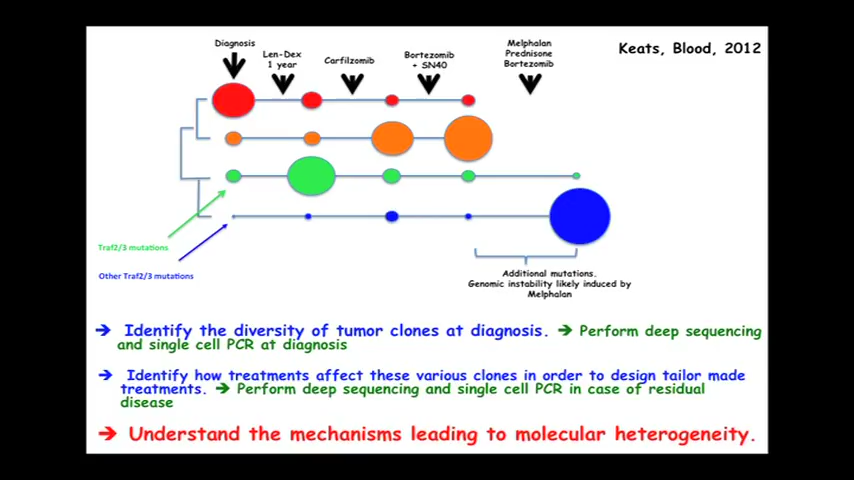 Keats, Blood, 2012
Diagnosis
Len-Dex
1 year
Carfilzomib
Bortezomib
+ SN40
Melphalan
Prednisone
Bortezomib
Traf2/3 mutations
Other Traf2/3 mutations
Additional mutations.
Genomic instability likely induced by
Melphalan
➔ Identify the diversity of tumor clones at diagnosis. ➔ Perform deep sequencing
and single cell PCR at diagnosis
➔ Identify how treatments affect these various clones in order to design tailor made
treatments. ➔ Perform deep sequencing and single cell PCR in case of residual
disease
➔ Understand the mechanisms leading to molecular heterogeneity.